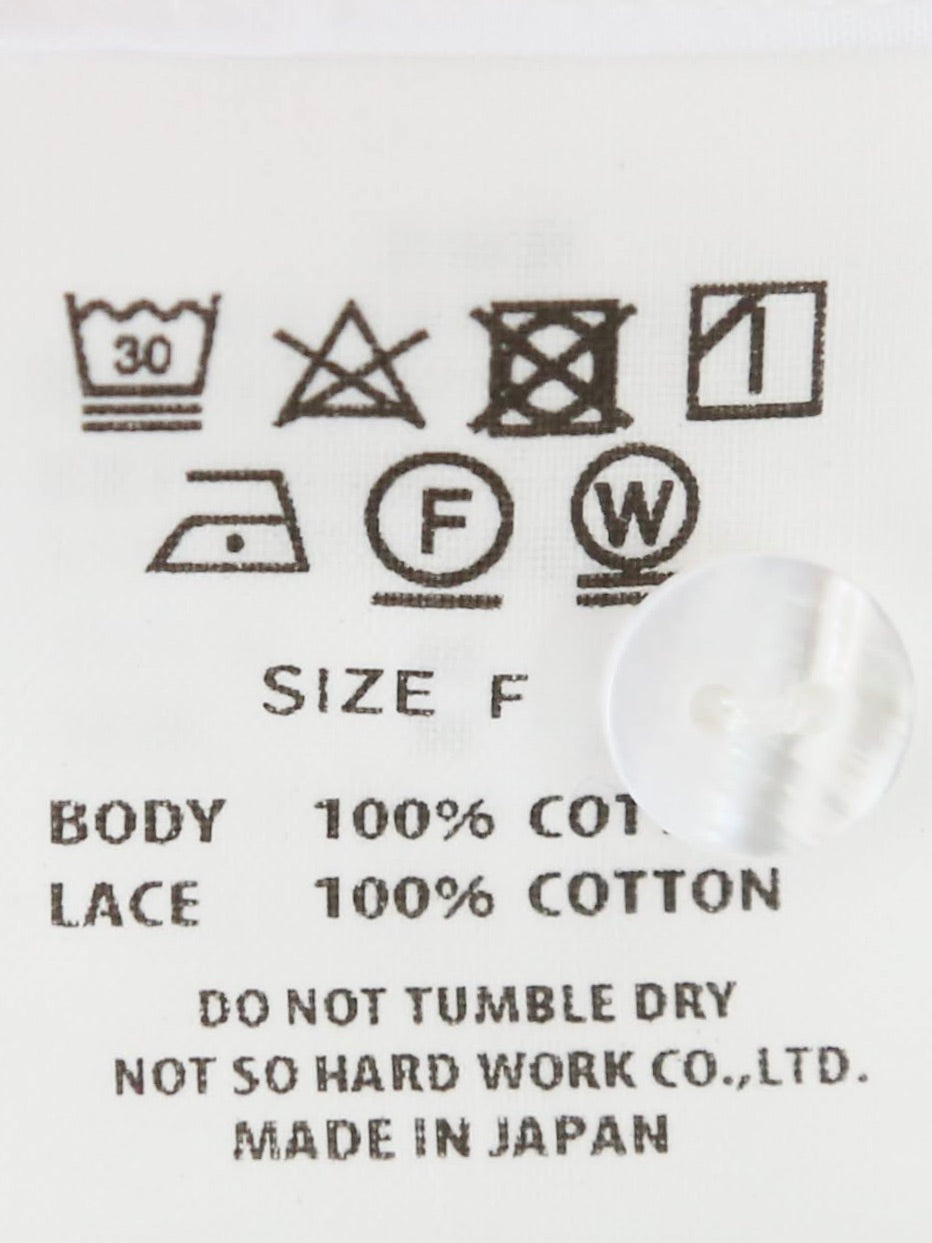 30
F W
SIZE F
BODY 100% COT
LACE 100% COTTON
DO NOT TUMBLE DRY
NOT SO HARD WORK CO.,LTD.
MADE IN JAPAN